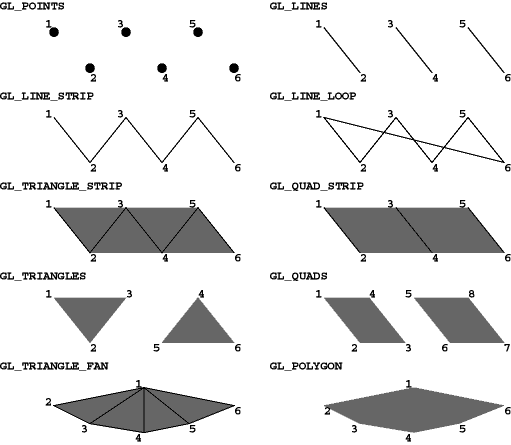 GL_POINTS
1 3 5
2 4 6
GL_LINES
1 3 5
2 4 6
GL_LINE_STRIP
1 3 5
2 4 6
GL_LINE_LOOP
1 3 5
2 4 6
GL_TRIANGLE_STRIP
1 3 5
2 4 6
GL_QUAD_STRIP
1 3 5
2 4 6
GL_TRIANGLES
1 3 4
2 5 6
GL_QUADS
1 4 5 8
2 3 6 7
GL_TRIANGLE_FAN
1
2 6
3 5
4
GL_POLYGON
1
2 6
3 5
4